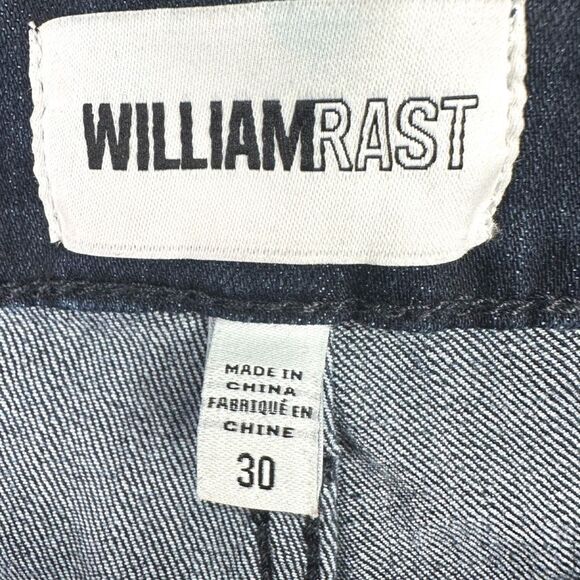 WILLIAMRAST
MADE IN
CHINA
FABRIQUÉ EN
CHINE
30